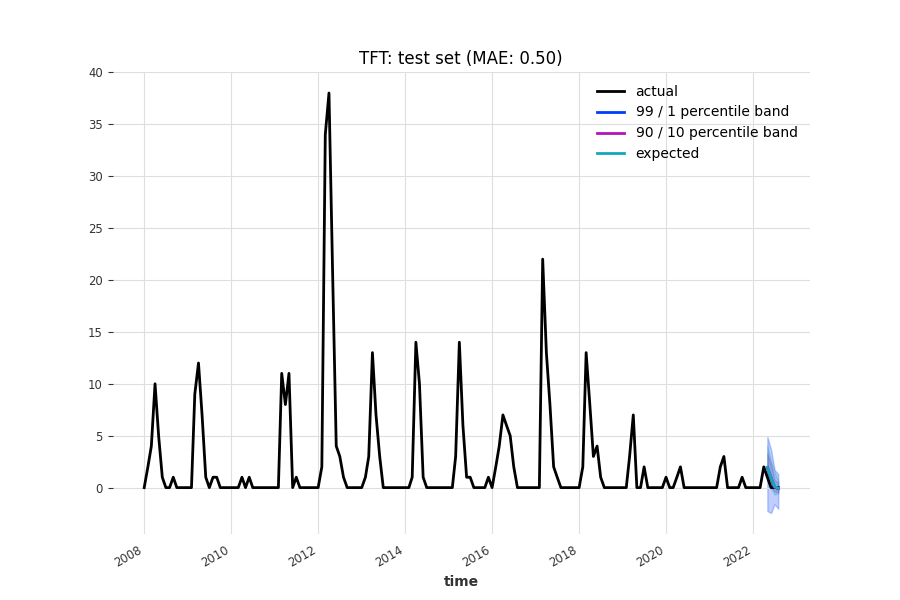 TFT: test set (MAE: 0.50)
40
35
30
25
20
15
10
5
0
actual
99 / 1 percentile band
90 / 10 percentile band
expected
2008
2010
2012
2014
2016
2018
2020
2022
time